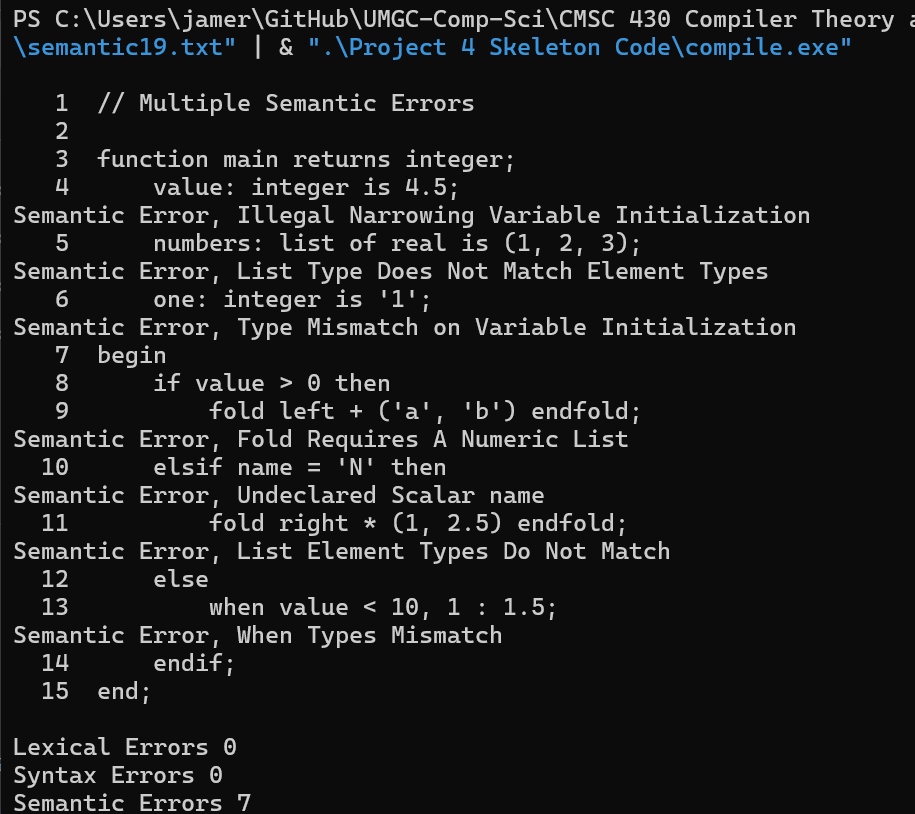 PS C:\Users\jamer\GitHub\UMGC-Comp-Sci\CMSC 430 Compiler Theory
\semantic19.txt" | & ".\Project 4 Skeleton Code\compile.exe"
1 // Multiple Semantic Errors
2
3 function main returns integer;
4 value: integer is 4.5;
Semantic Error, Illegal Narrowing Variable Initialization
5 numbers: list of real is (1, 2, 3);
Semantic Error, List Type Does Not Match Element Types
6 one: integer is '1';
Semantic Error, Type Mismatch on Variable Initialization
7 begin
8 if value > 0 then
9 fold left + ('a', 'b') endfold;
Semantic Error, Fold Requires A Numeric List
10 elsif name = 'N' then
Semantic Error, Undeclared Scalar name
11 fold right * (1, 2.5) endfold;
Semantic Error, List Element Types Do Not Match
12 else
13 when value < 10, 1 : 1.5;
Semantic Error, When Types Mismatch
14 endif;
15 end;
Lexical Errors 0
Syntax Errors 0
Semantic Errors 7